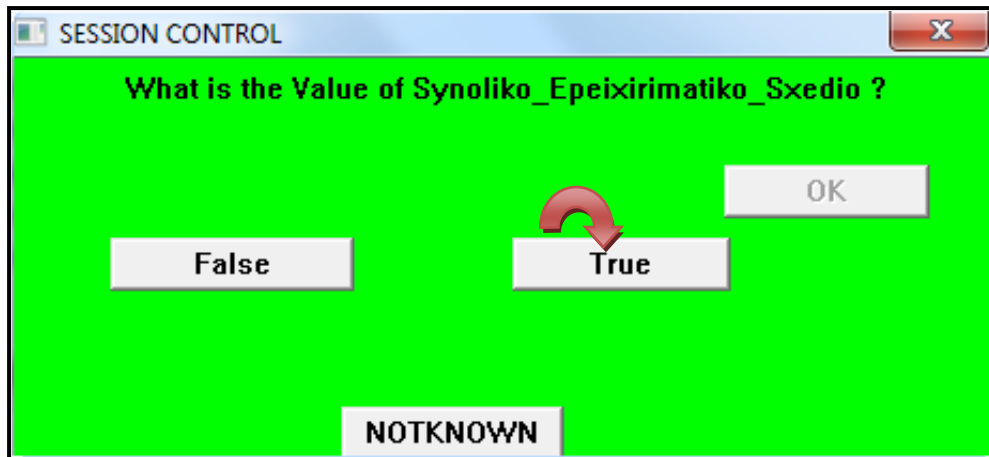 SESSION CONTROL
What is the Value of Synoliko_Epeixirimatiko_Sxedio ?
OK
False
True
NOTKNOWN